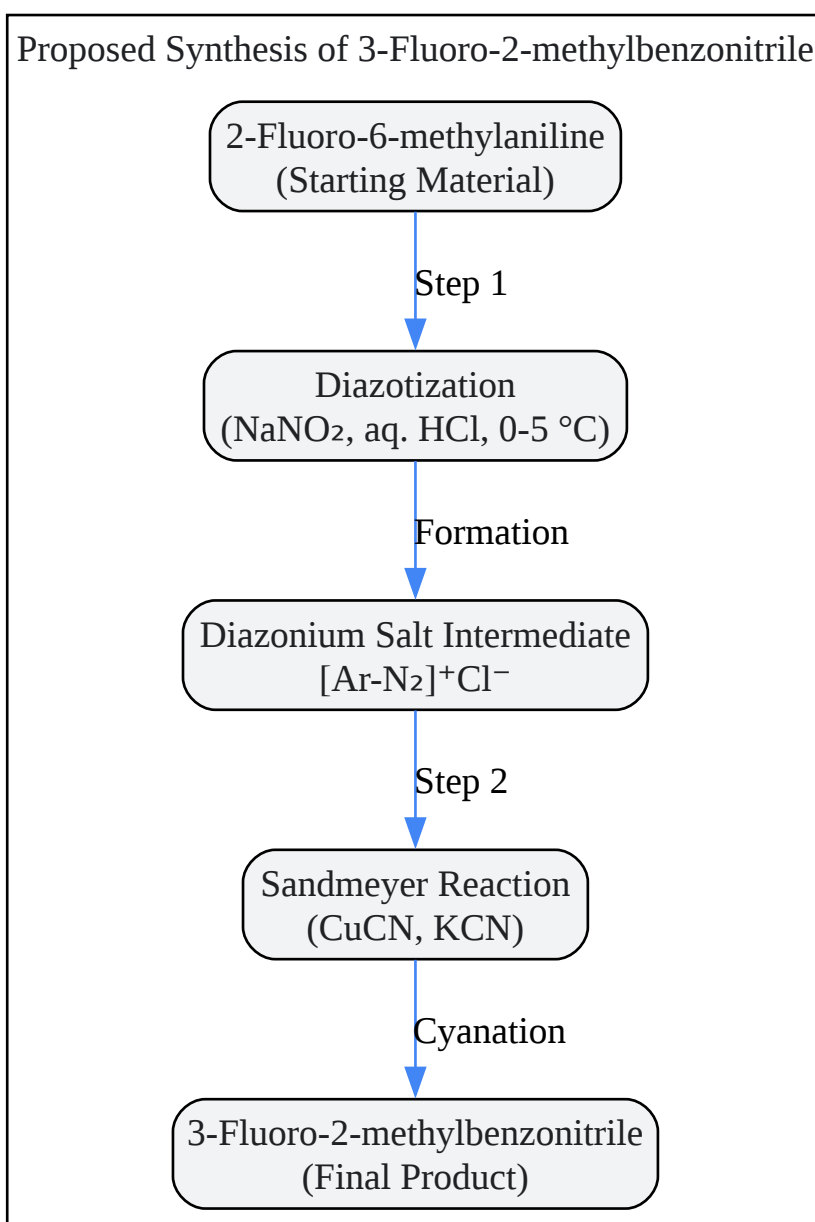 Proposed Synthesis of 3-Fluoro-2-methylbenzonitrile
2-Fluoro-6-methylaniline
(Starting Material)
Step 1
Diazotization
(NaNO₂, aq. HCl, 0-5 °C)
Formation
Diazonium Salt Intermediate
[Ar-N₂]⁺Cl⁻
Step 2
Sandmeyer Reaction
(CuCN, KCN)
Cyanation
3-Fluoro-2-methylbenzonitrile
(Final Product)